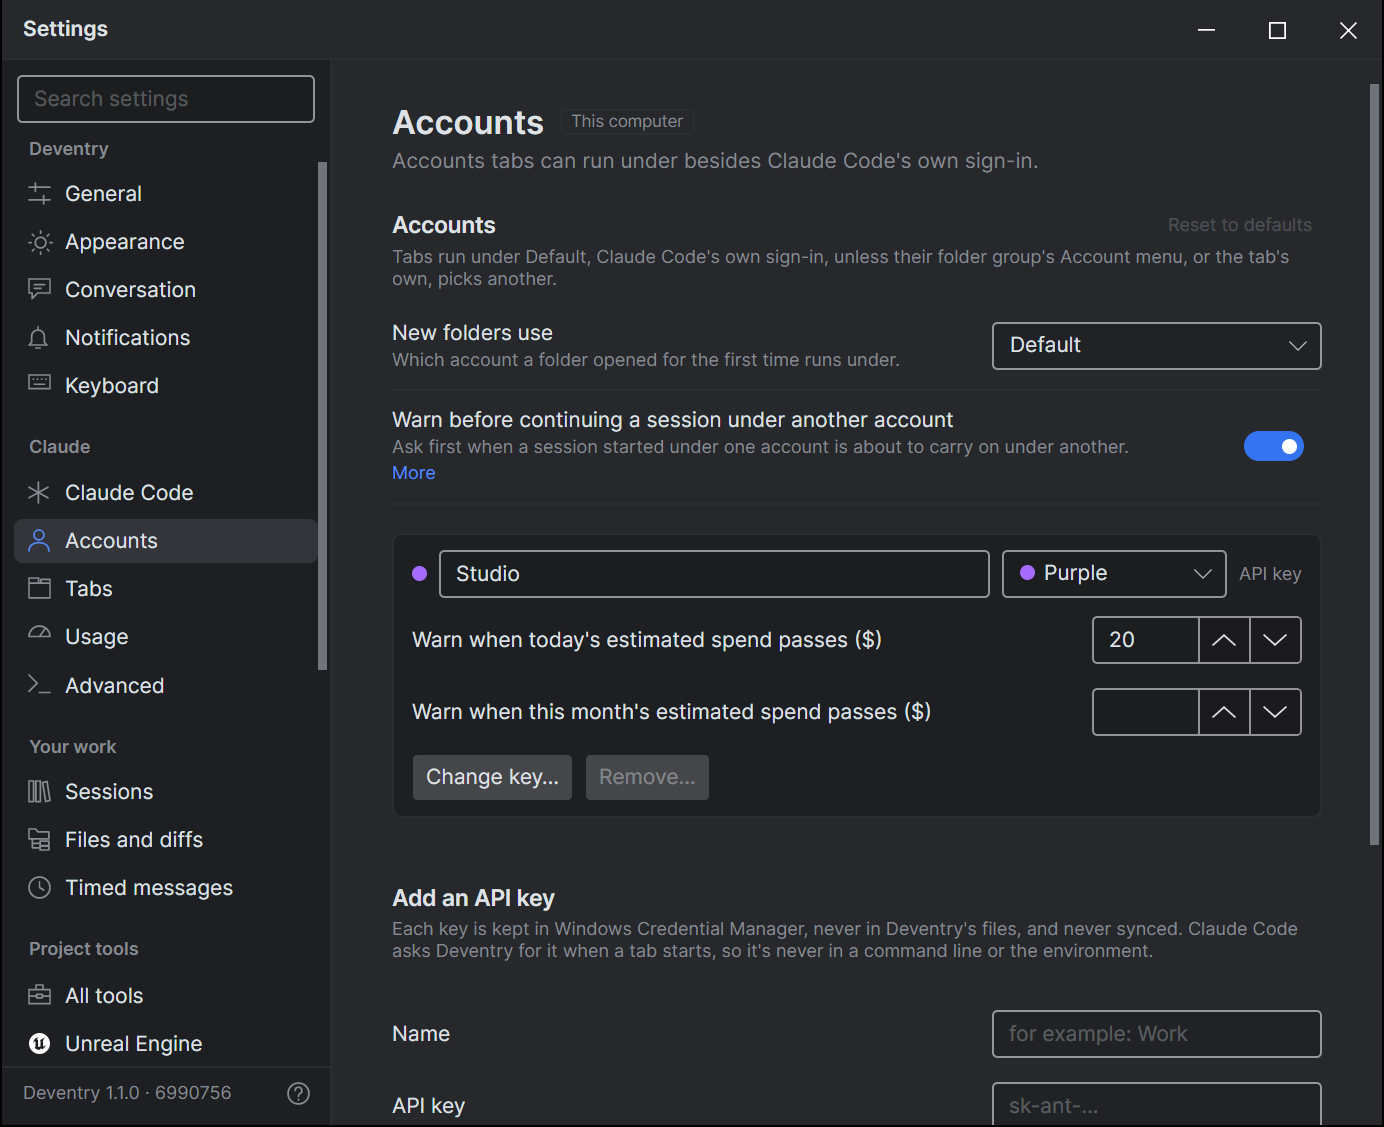 Settings
Search settings
Deventry
General
Appearance
Conversation
Notifications
Keyboard
Claude
Claude Code
Accounts
Tabs
Usage
Advanced
Your work
Sessions
Files and diffs
Timed messages
Project tools
All tools
Unreal Engine
Deventry 1.1.0 · 6990756
Accounts This computer
Accounts tabs can run under besides Claude Code's own sign-in.
Accounts Reset to defaults
Tabs run under Default, Claude Code's own sign-in, unless their folder group's Account menu, or the tab's
own, picks another.
New folders use
Which account a folder opened for the first time runs under.
Default
Warn before continuing a session under another account
Ask first when a session started under one account is about to carry on under another.
More
Studio Purple API key
Warn when today's estimated spend passes ($) 20
Warn when this month's estimated spend passes ($)
Change key... Remove...
Add an API key
Each key is kept in Windows Credential Manager, never in Deventry's files, and never synced. Claude Code
asks Deventry for it when a tab starts, so it's never in a command line or the environment.
Name for example: Work
API key sk-ant-...